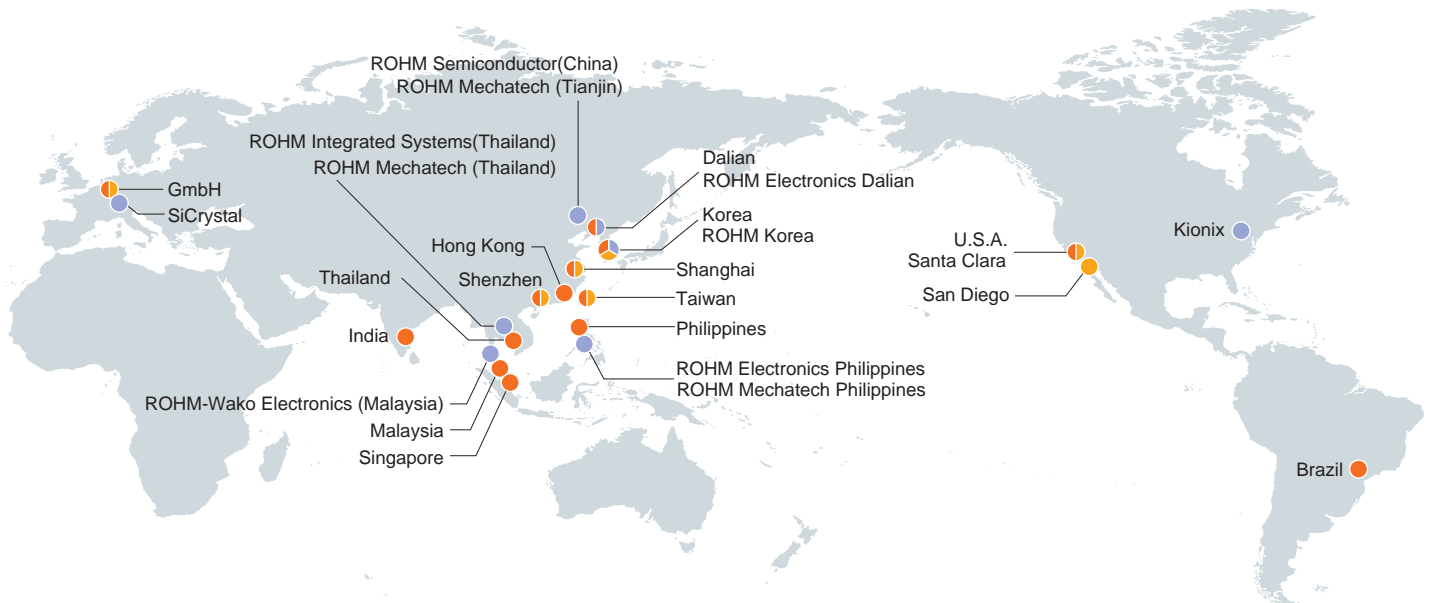 ROHM Semiconductor(China)
ROHM Mechatech (Tianjin)
ROHM Integrated Systems(Thailand)
ROHM Mechatech (Thailand)
Dalian
ROHM Electronics Dalian
GmbH
SiCrystal
Korea
ROHM Korea
Hong Kong
Thailand
Shenzhen
Shanghai
Taiwan
India
Philippines
ROHM Electronics Philippines
ROHM Mechatech Philippines
ROHM-Wako Electronics (Malaysia)
Malaysia
Singapore
Kionix
U.S.A.
Santa Clara
San Diego
Brazil